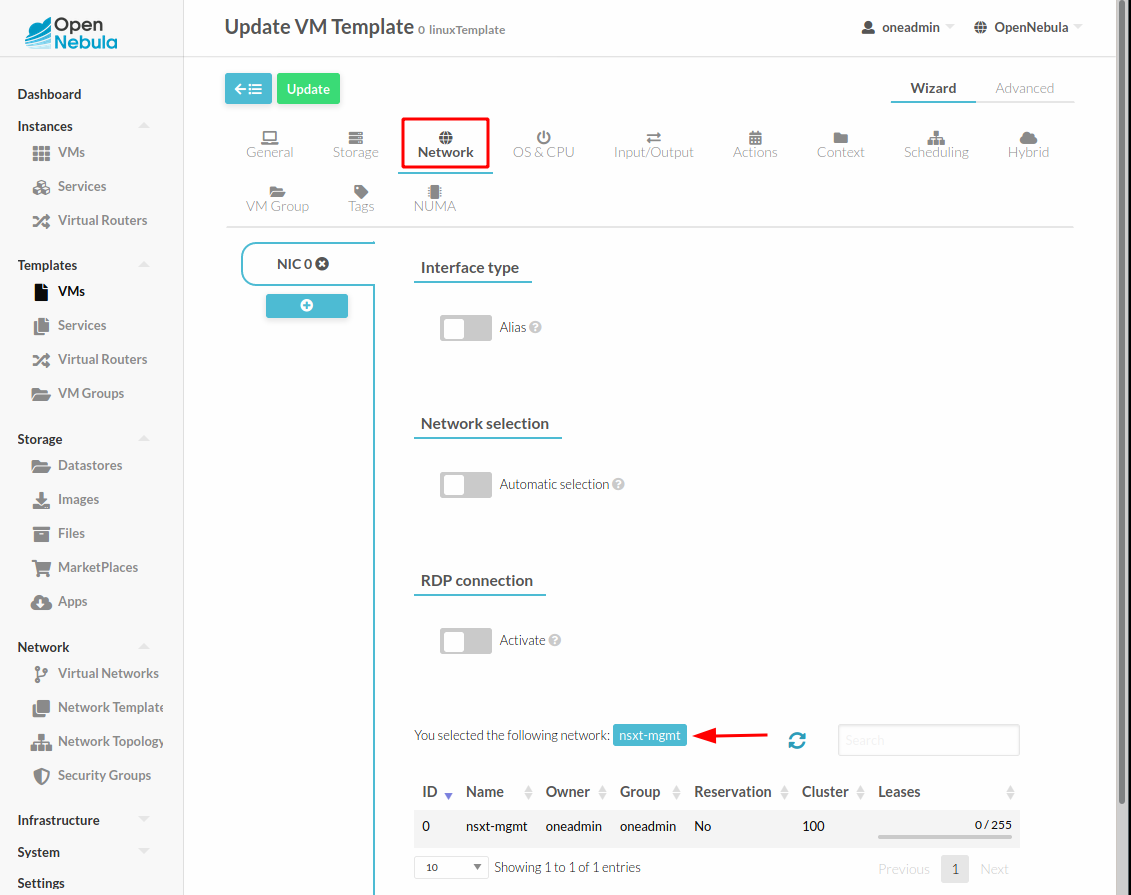 Open
Nebula
Update VM Template 0 linuxTemplate
oneadmin
OpenNebula
Dashboard
Instances
VMs
Services
Virtual Routers
Templates
VMs
Services
Virtual Routers
VM Groups
Storage
Datastores
Images
Files
MarketPlaces
Apps
Network
Virtual Networks
Network Template
Network Topology
Security Groups
Infrastructure
System
Settings
Update
Wizard
Advanced
General
Storage
Network
OS & CPU
Input/Output
Actions
Context
Scheduling
Hybrid
VM Group
Tags
NUMA
NIC 0
Interface type
Alias
Network selection
Automatic selection
RDP connection
Activate
You selected the following network: nsxt-mgmt
Search
ID Name Owner Group Reservation Cluster Leases
0 nsxt-mgmt oneadmin oneadmin No 100 0 / 255
10 Showing 1 to 1 of 1 entries
Previous 1 Next